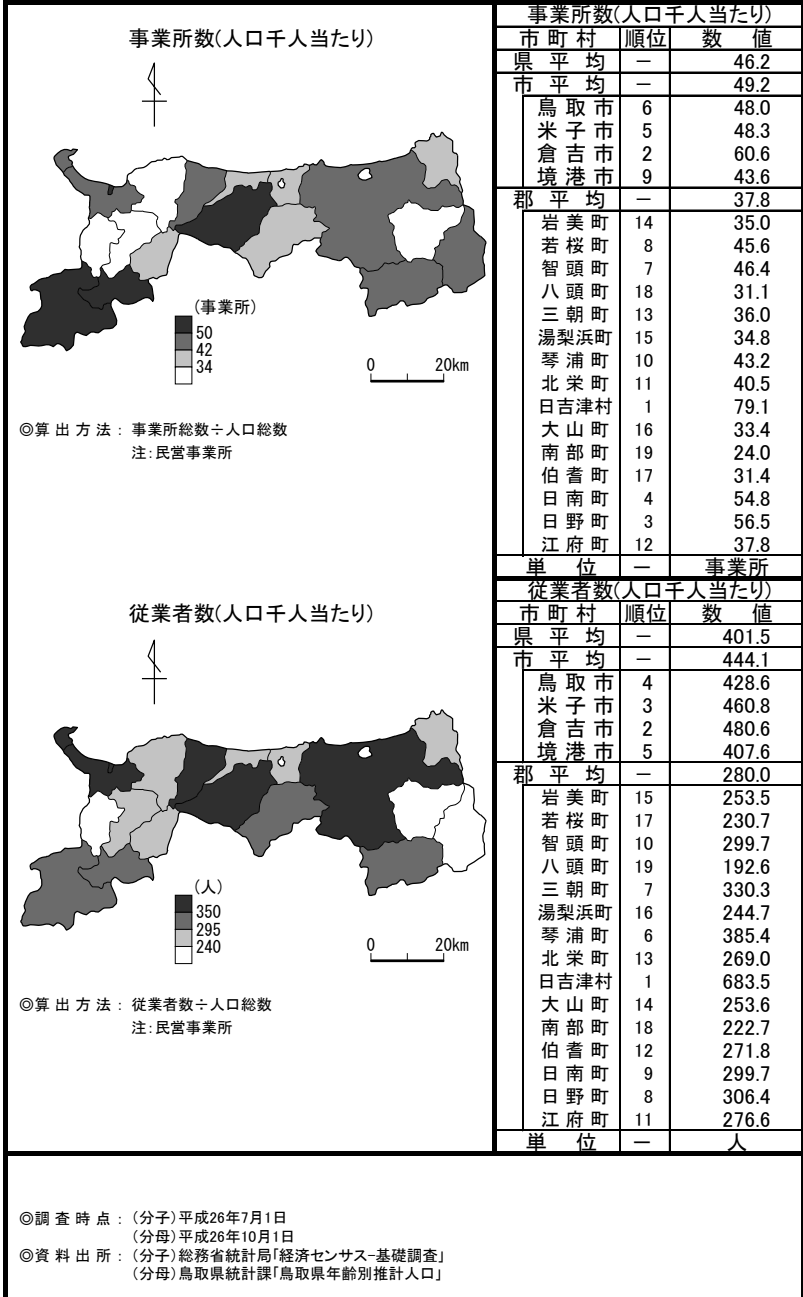 事業所数(人口千人当たり)
(事業所)
50
42
34
0 20km
◎算出方法：事業所総数÷人口総数
注：民営事業所
事業所数(人口千人当たり)
市町村 順位 数値
県平均 － 46.2
市平均 － 49.2
鳥取市 6 48.0
米子市 5 48.3
倉吉市 2 60.6
境港市 9 43.6
郡平均 － 37.8
岩美町 14 35.0
若桜町 8 45.6
智頭町 7 46.4
八頭町 18 31.1
三朝町 13 36.0
湯梨浜町 15 34.8
琴浦町 10 43.2
北栄町 11 40.5
日吉津村 1 79.1
大山町 16 33.4
南部町 19 24.0
伯耆町 17 31.4
日南町 4 54.8
日野町 3 56.5
江府町 12 37.8
単位 － 事業所
従業者数(人口千人当たり)
(人)
350
295
240
0 20km
◎算出方法：従業者数÷人口総数
注：民営事業所
従業者数(人口千人当たり)
市町村 順位 数値
県平均 － 401.5
市平均 － 444.1
鳥取市 4 428.6
米子市 3 460.8
倉吉市 2 480.6
境港市 5 407.6
郡平均 － 280.0
岩美町 15 253.5
若桜町 17 230.7
智頭町 10 299.7
八頭町 19 192.6
三朝町 7 330.3
湯梨浜町 16 244.7
琴浦町 6 385.4
北栄町 13 269.0
日吉津村 1 683.5
大山町 14 253.6
南部町 18 222.7
伯耆町 12 271.8
日南町 9 299.7
日野町 8 306.4
江府町 11 276.6
単位 － 人
◎調査時点：(分子)平成26年7月1日
(分母)平成26年10月1日
◎資料出所：(分子)総務省統計局「経済センサス-基礎調査」
(分母)鳥取県統計課「鳥取県年齢別推計人口」